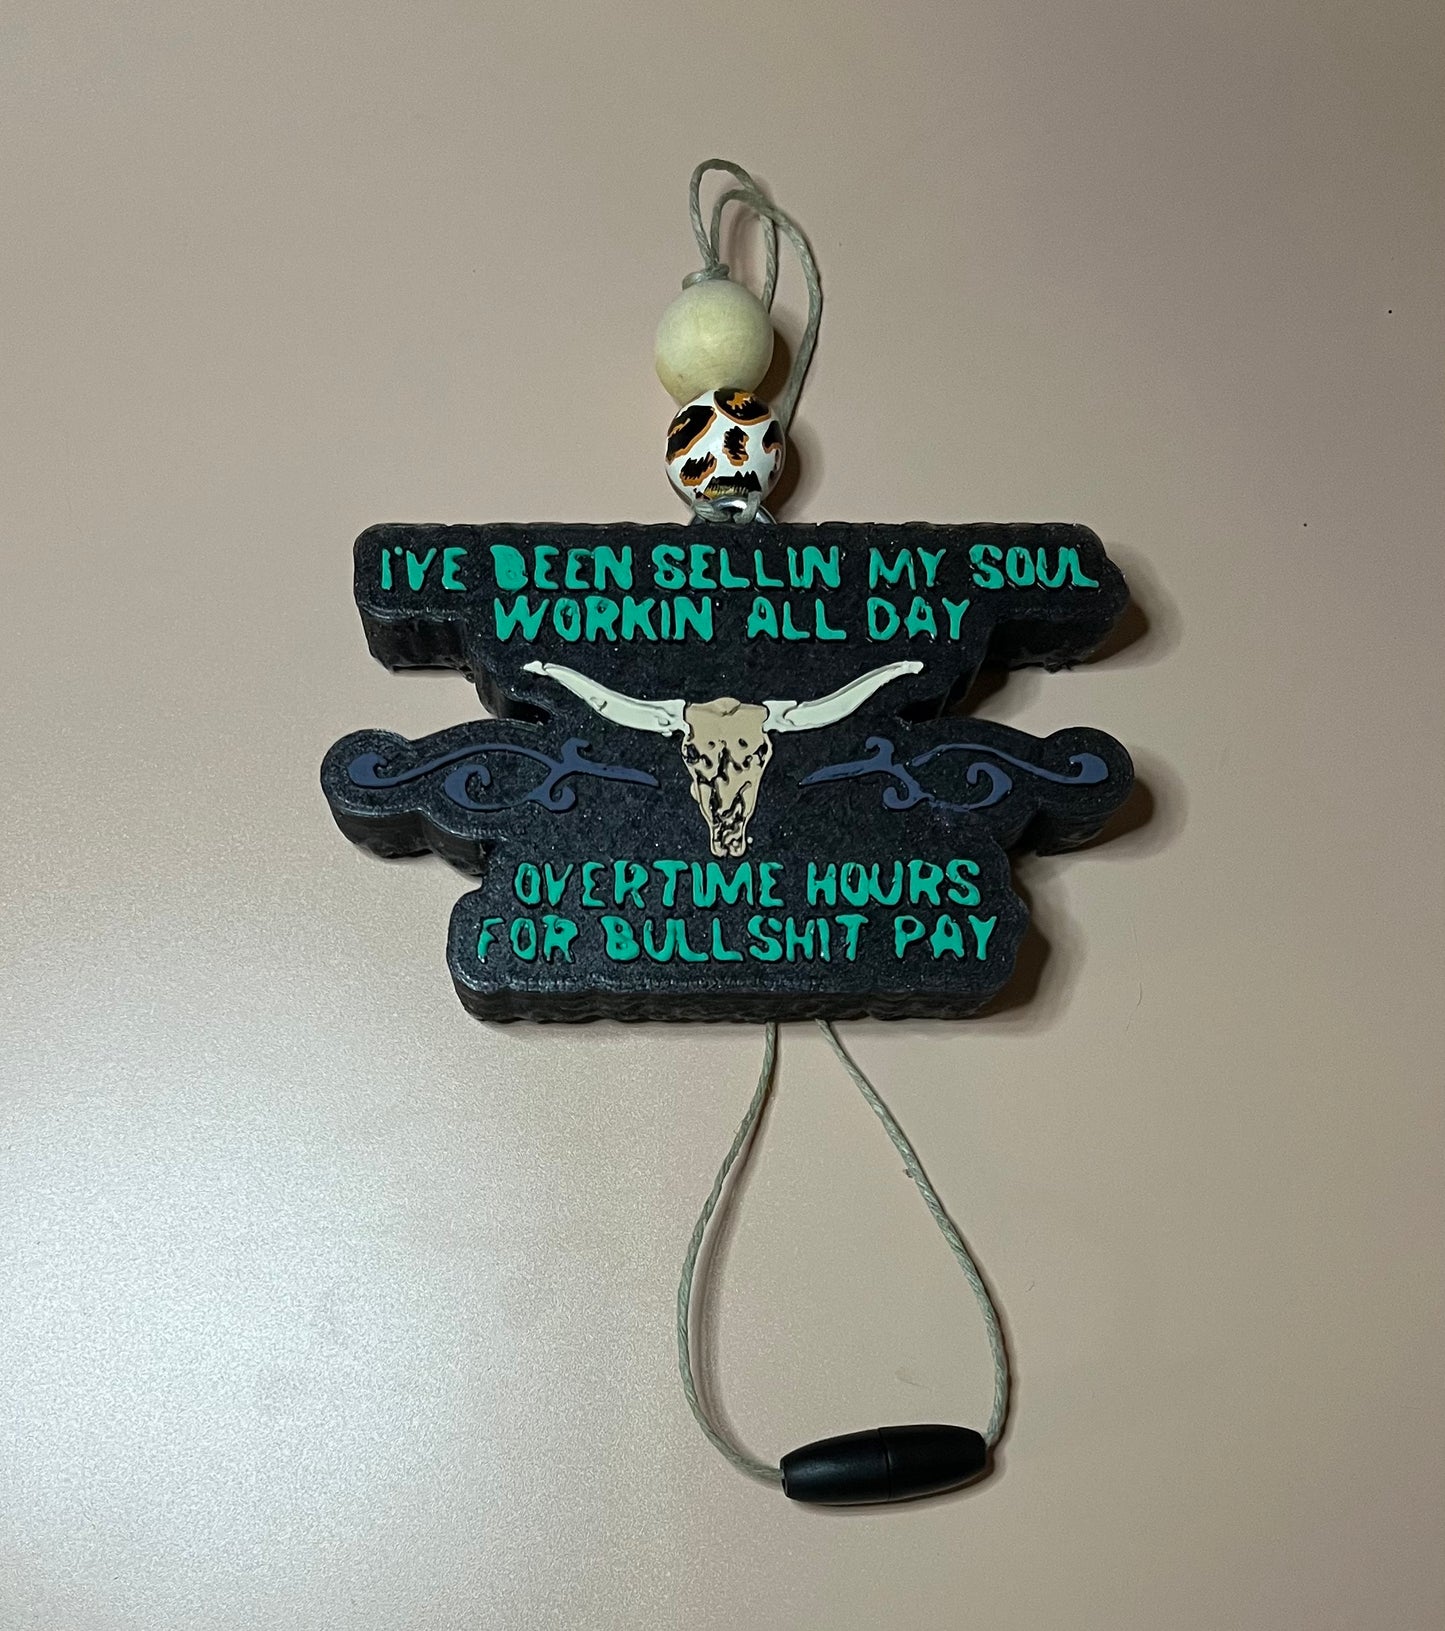 I'VE BEEN SELLIN MY SOUL
WORKIN ALL DAY
OVERTIME HOURS
FOR BULLSHIT PAY